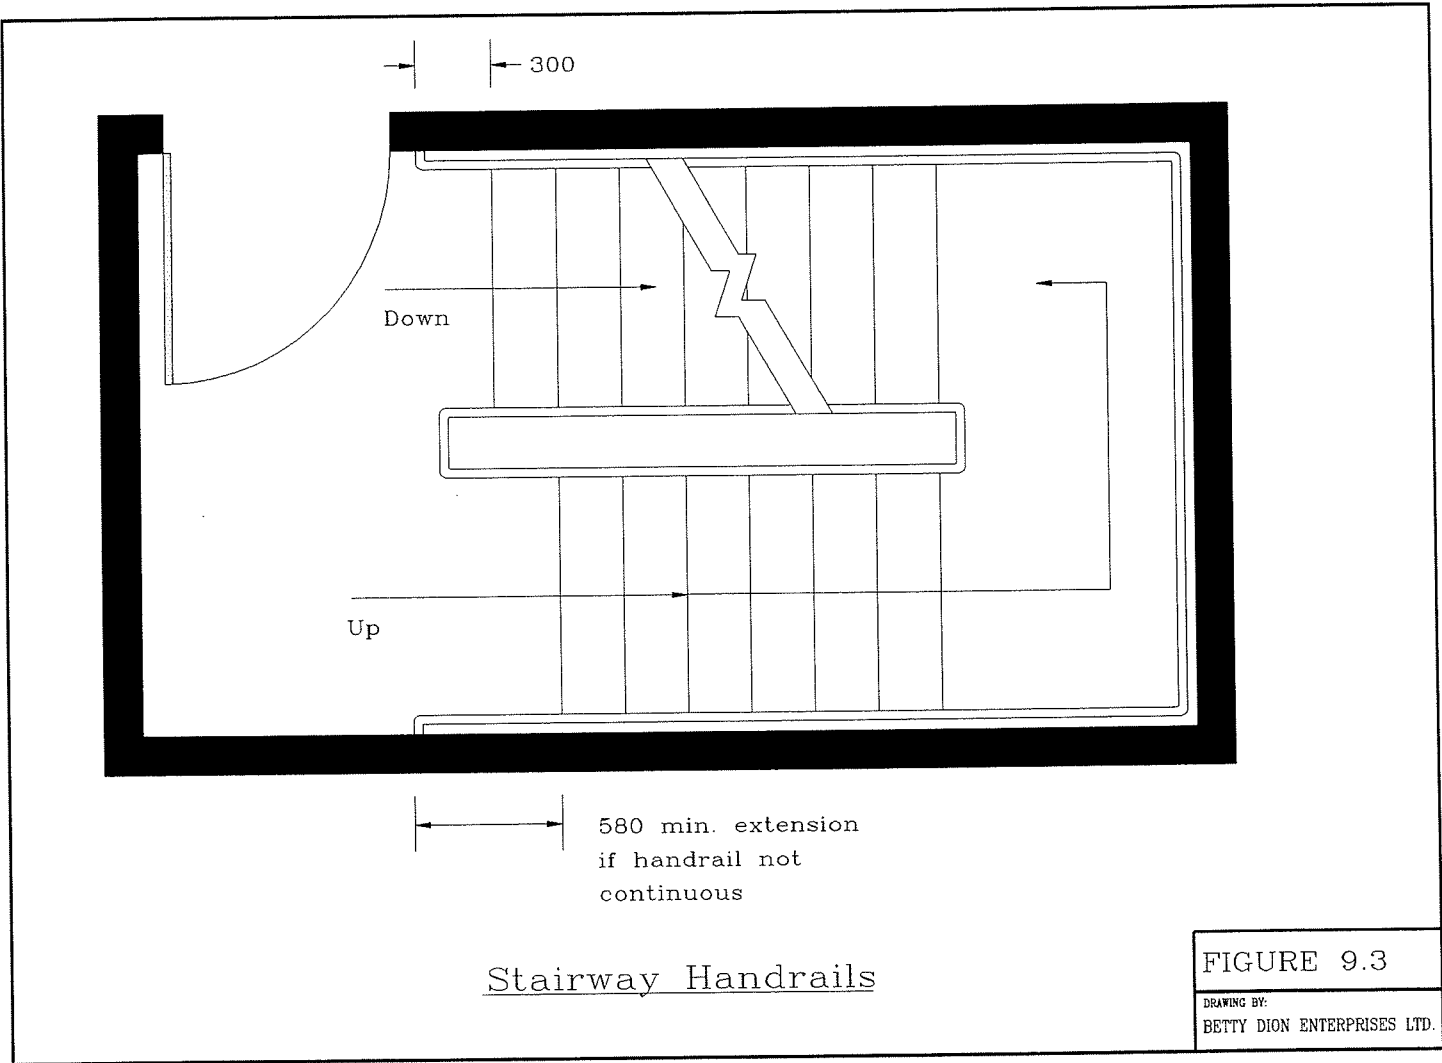 300
Down
Up
580 min. extension
if handrail not
continuous
Stairway Handrails
FIGURE 9.3
DRAWING BY:
BETTY DION ENTERPRISES LTD.